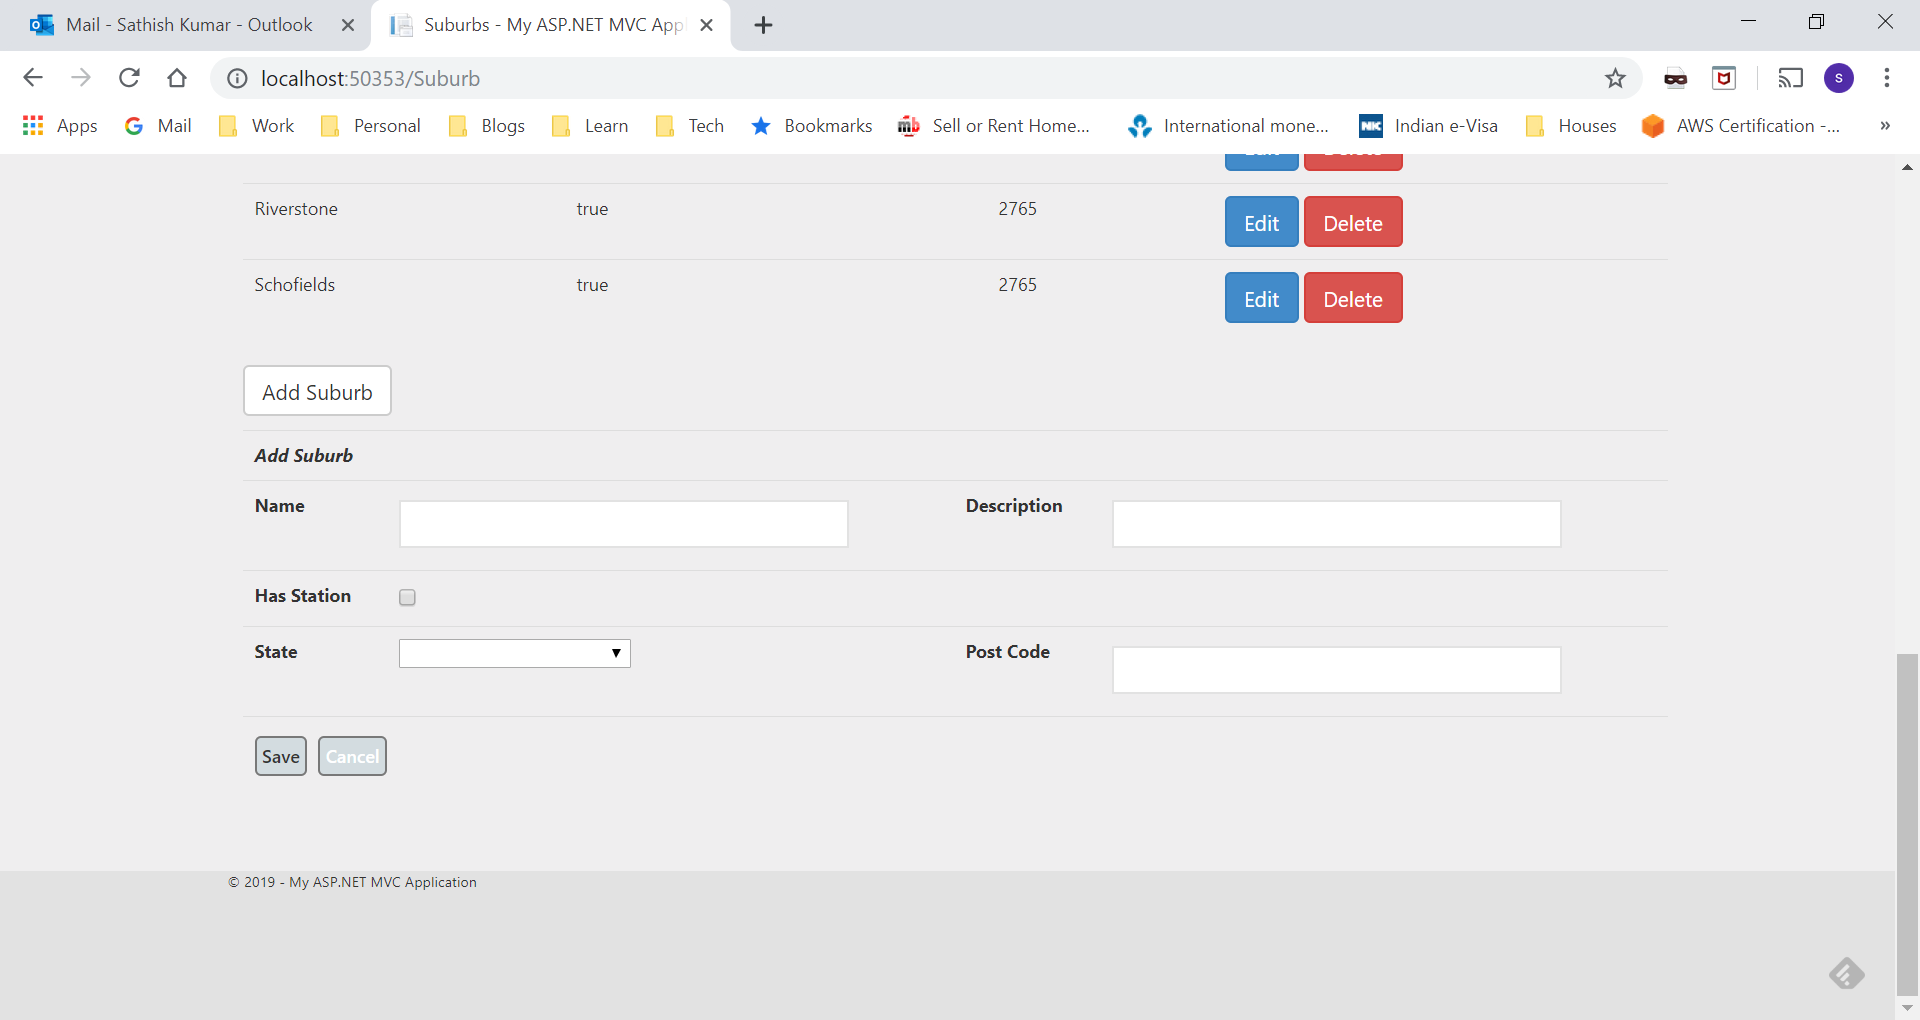 Mail - Sathish Kumar - Outlook
Suburbs - My ASP.NET MVC App
localhost:50353/Suburb
S
Apps Mail Work Personal Blogs Learn Tech Bookmarks mb Sell or Rent Home... International mone... NIC Indian e-Visa Houses AWS Certification -... »
Riverstone true 2765 Edit Delete
Schofields true 2765 Edit Delete
Add Suburb
Add Suburb
Name Description
Has Station
State Post Code
Save Cancel
© 2019 - My ASP.NET MVC Application